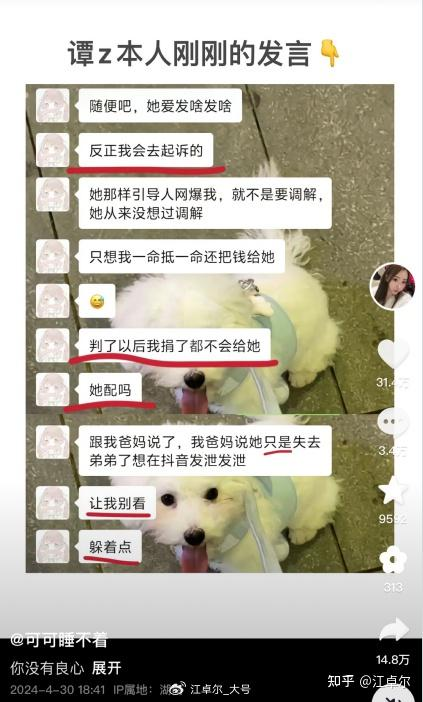 谭z本人刚刚的发言👇
随便吧，她爱发啥发啥
反正我会去起诉的
她那样引导人网爆我，就不是要调解，
她从来没想过调解
只想我一命抵一命还把钱给她
😅
判了以后我捐了都不会给她
她配吗
跟我爸妈说了，我爸妈说她只是失去
弟弟了想在抖音发泄发泄
让我别看
躲着点
31.4万
3.4万
9592
313
14.8万
@可可睡不着
你没有良心 展开
2024-4-30 18:41 IP属地：湖
江卓尔_大号
知乎 @江卓尔